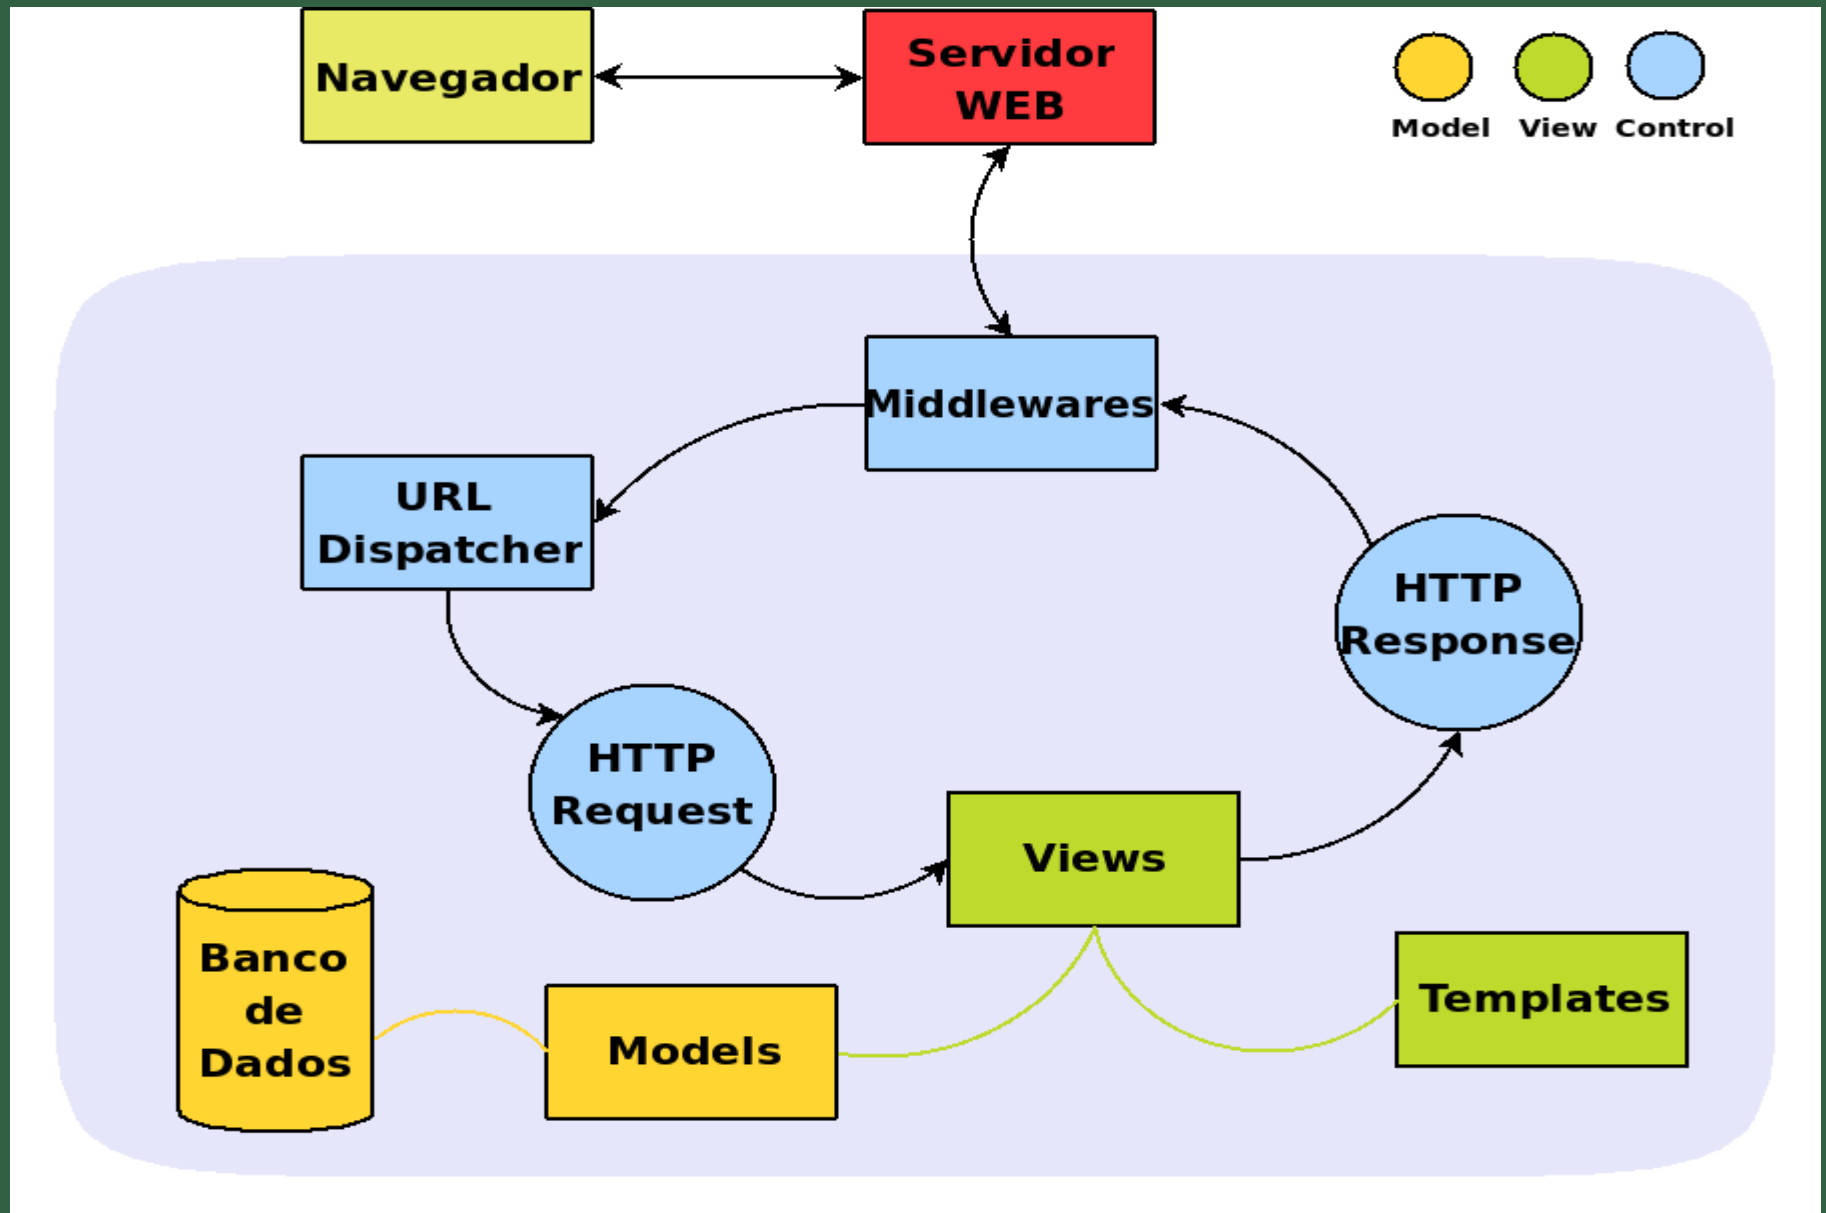 Navegador
Servidor
WEB
Model View Control
Middlewares
URL
Dispatcher
HTTP
Response
HTTP
Request
Views
Banco
de
Dados
Models
Templates